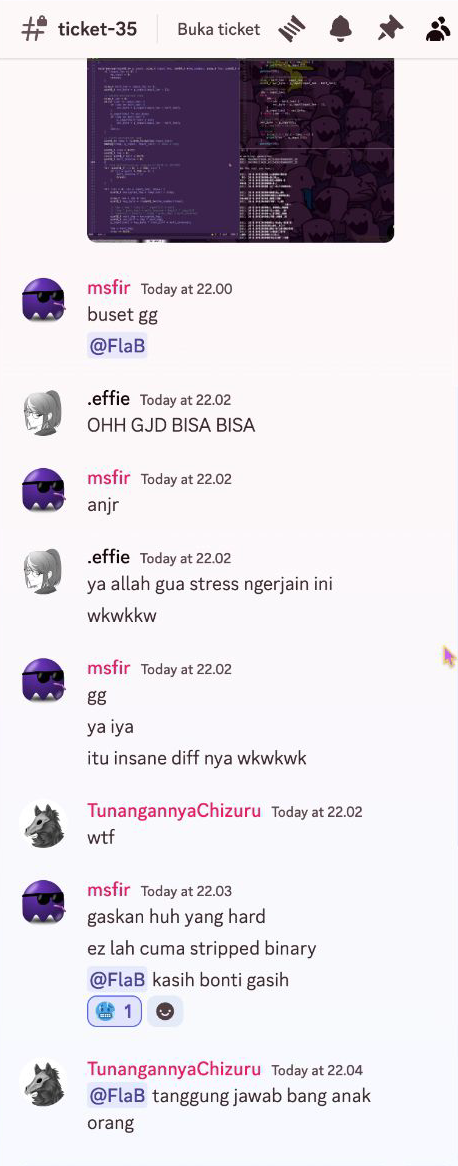 ticket-35
Buka ticket
msfir Today at 22.00
buset gg
@FlaB
.effie Today at 22.02
OHH GJD BISA BISA
msfir Today at 22.02
anjr
.effie Today at 22.02
ya allah gua stress ngerjain ini
wkwkkw
msfir Today at 22.02
gg
ya iya
itu insane diff nya wkwkwk
TunangannyaChizuru Today at 22.02
wtf
msfir Today at 22.03
gaskan huh yang hard
ez lah cuma stripped binary
@FlaB kasih bonti gasih
1
TunangannyaChizuru Today at 22.04
@FlaB tanggung jawab bang anak
orang